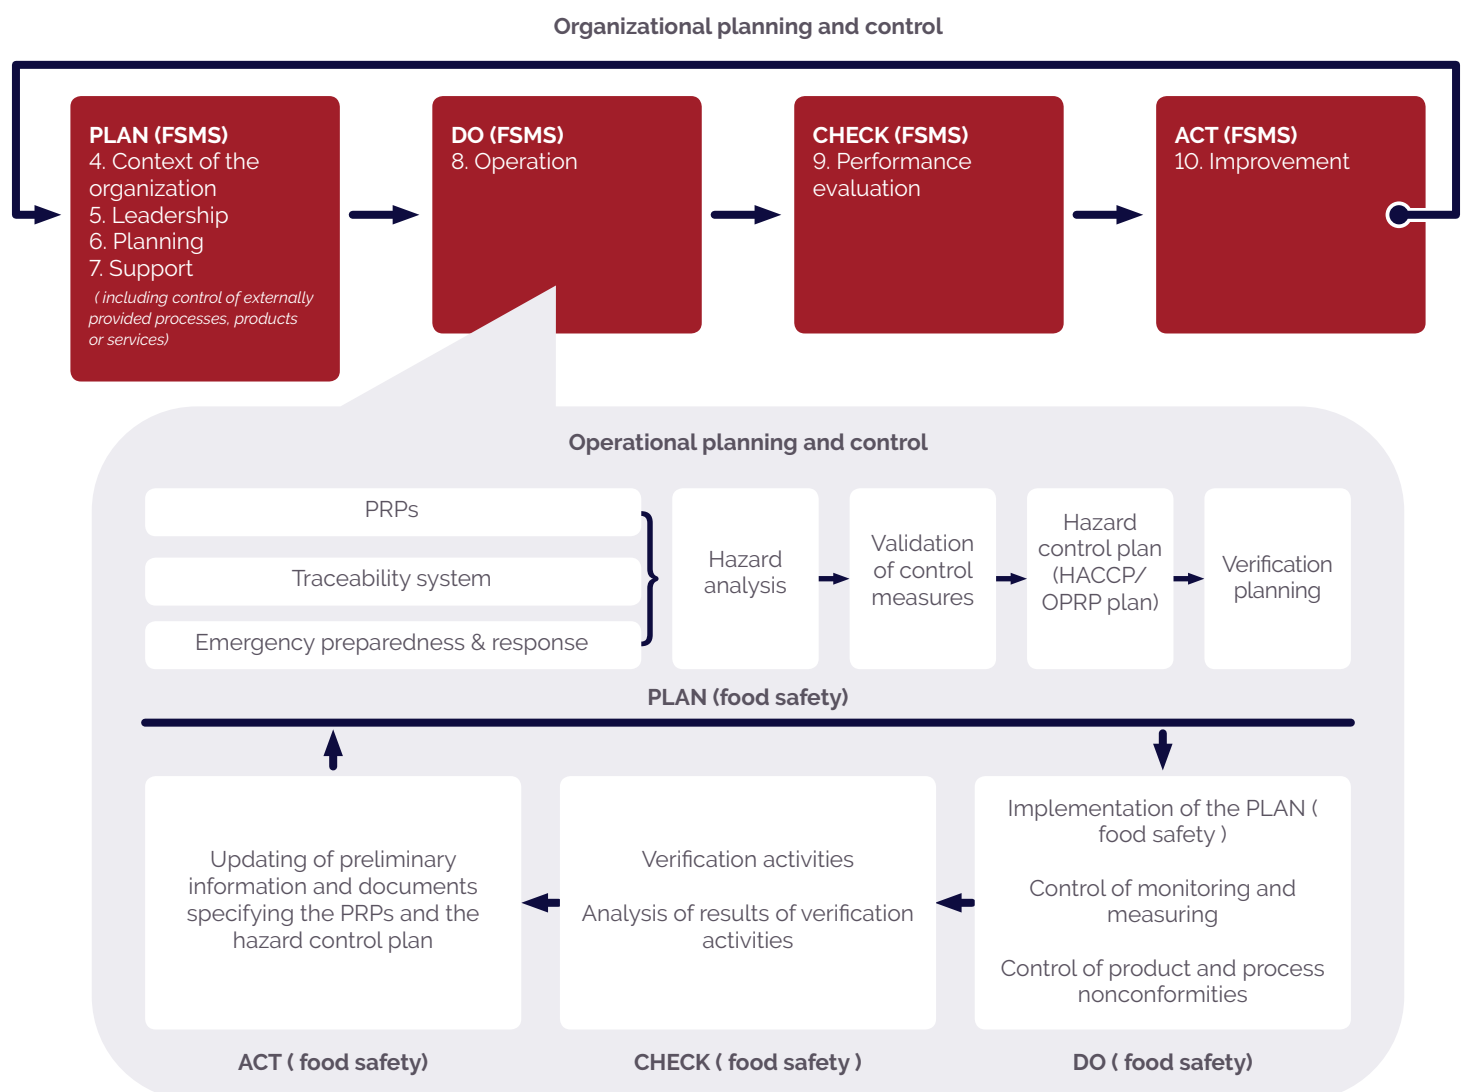 Organizational planning and control
PLAN (FSMS)
4. Context of the
organization
5. Leadership
6. Planning
7. Support
( including control of externally
provided processes, products
or services)
DO (FSMS)
8. Operation
CHECK (FSMS)
9. Performance
evaluation
ACT (FSMS)
10. Improvement
Operational planning and control
PRPs
Traceability system
Emergency preparedness & response
Hazard
analysis
Validation
of control
measures
Hazard
control plan
(HACCP/
OPRP plan)
Verification
planning
PLAN (food safety)
Updating of preliminary
information and documents
specifying the PRPs and the
hazard control plan
Verification activities
Analysis of results of verification
activities
Implementation of the PLAN (
food safety )
Control of monitoring and
measuring
Control of product and process
nonconformities
ACT ( food safety)
CHECK ( food safety )
DO ( food safety)